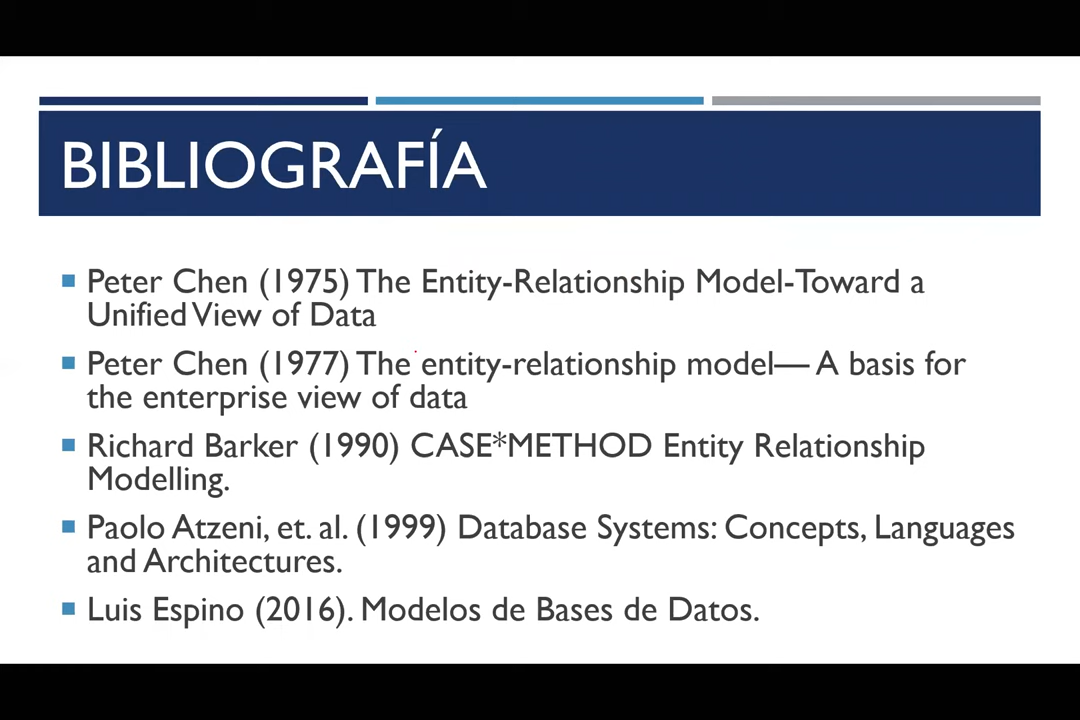 BIBLIOGRAFÍA
Peter Chen (1975) The Entity-Relationship Model-Toward a
Unified View of Data
Peter Chen (1977) The entity-relationship model— A basis for
the enterprise view of data
Richard Barker (1990) CASE*METHOD Entity Relationship
Modelling.
Paolo Atzeni, et. al. (1999) Database Systems: Concepts, Languages
and Architectures.
Luis Espino (2016). Modelos de Bases de Datos.